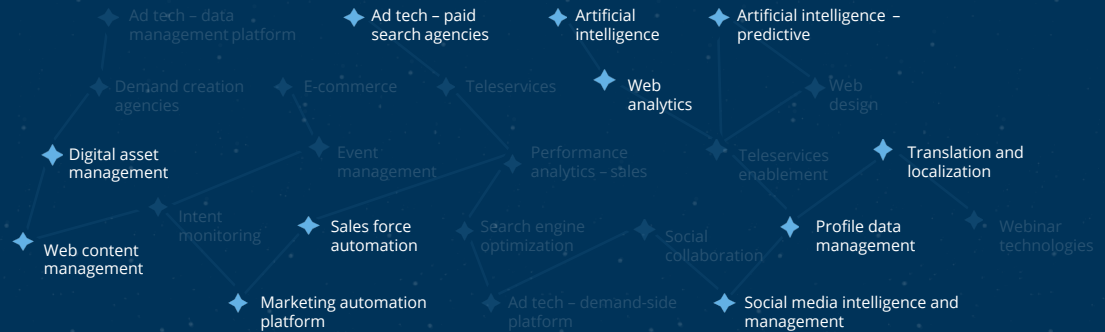 Ad tech – data
management platform
Ad tech – paid
search agencies
Artificial
intelligence
Artificial intelligence –
predictive
Demand creation
agencies
E-commerce
Teleservices
Web
analytics
Web
design
Digital asset
management
Event
management
Performance
analytics – sales
Teleservices
enablement
Translation and
localization
Intent
monitoring
Sales force
automation
Search engine
optimization
Social
collaboration
Profile data
management
Webinar
technologies
Web content
management
Marketing automation
platform
Ad tech – demand-side
platform
Social media intelligence and
management